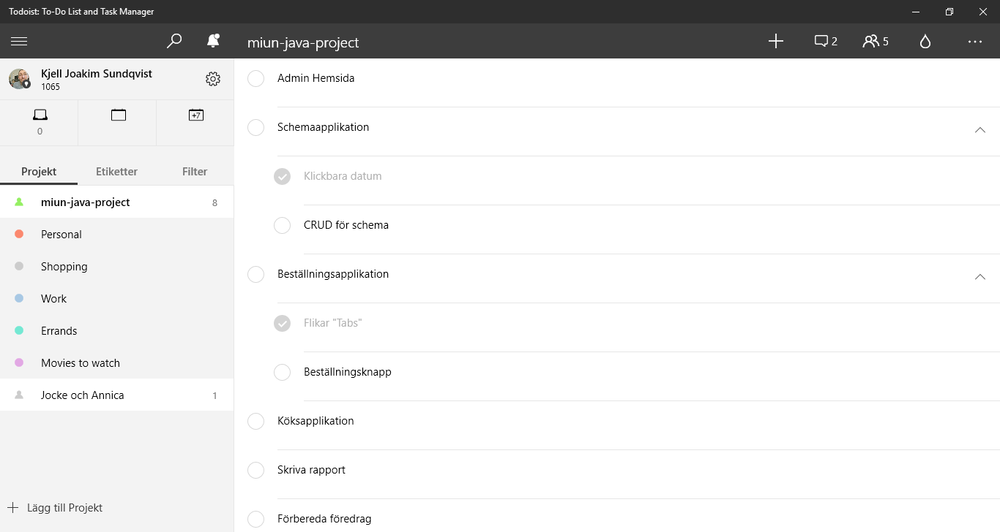 Todoist: To-Do List and Task Manager
miun-java-project
2
5
Kjell Joakim Sundqvist
1065
0
+7
Projekt
Etiketter
Filter
miun-java-project
8
Personal
Shopping
Work
Errands
Movies to watch
Jocke och Annica
1
Lägg till Projekt
Admin Hemsida
Schemaapplikation
Klickbara datum
CRUD för schema
Beställningsapplikation
Flikar "Tabs"
Beställningsknapp
Köksapplikation
Skriva rapport
Förbereda föredrag